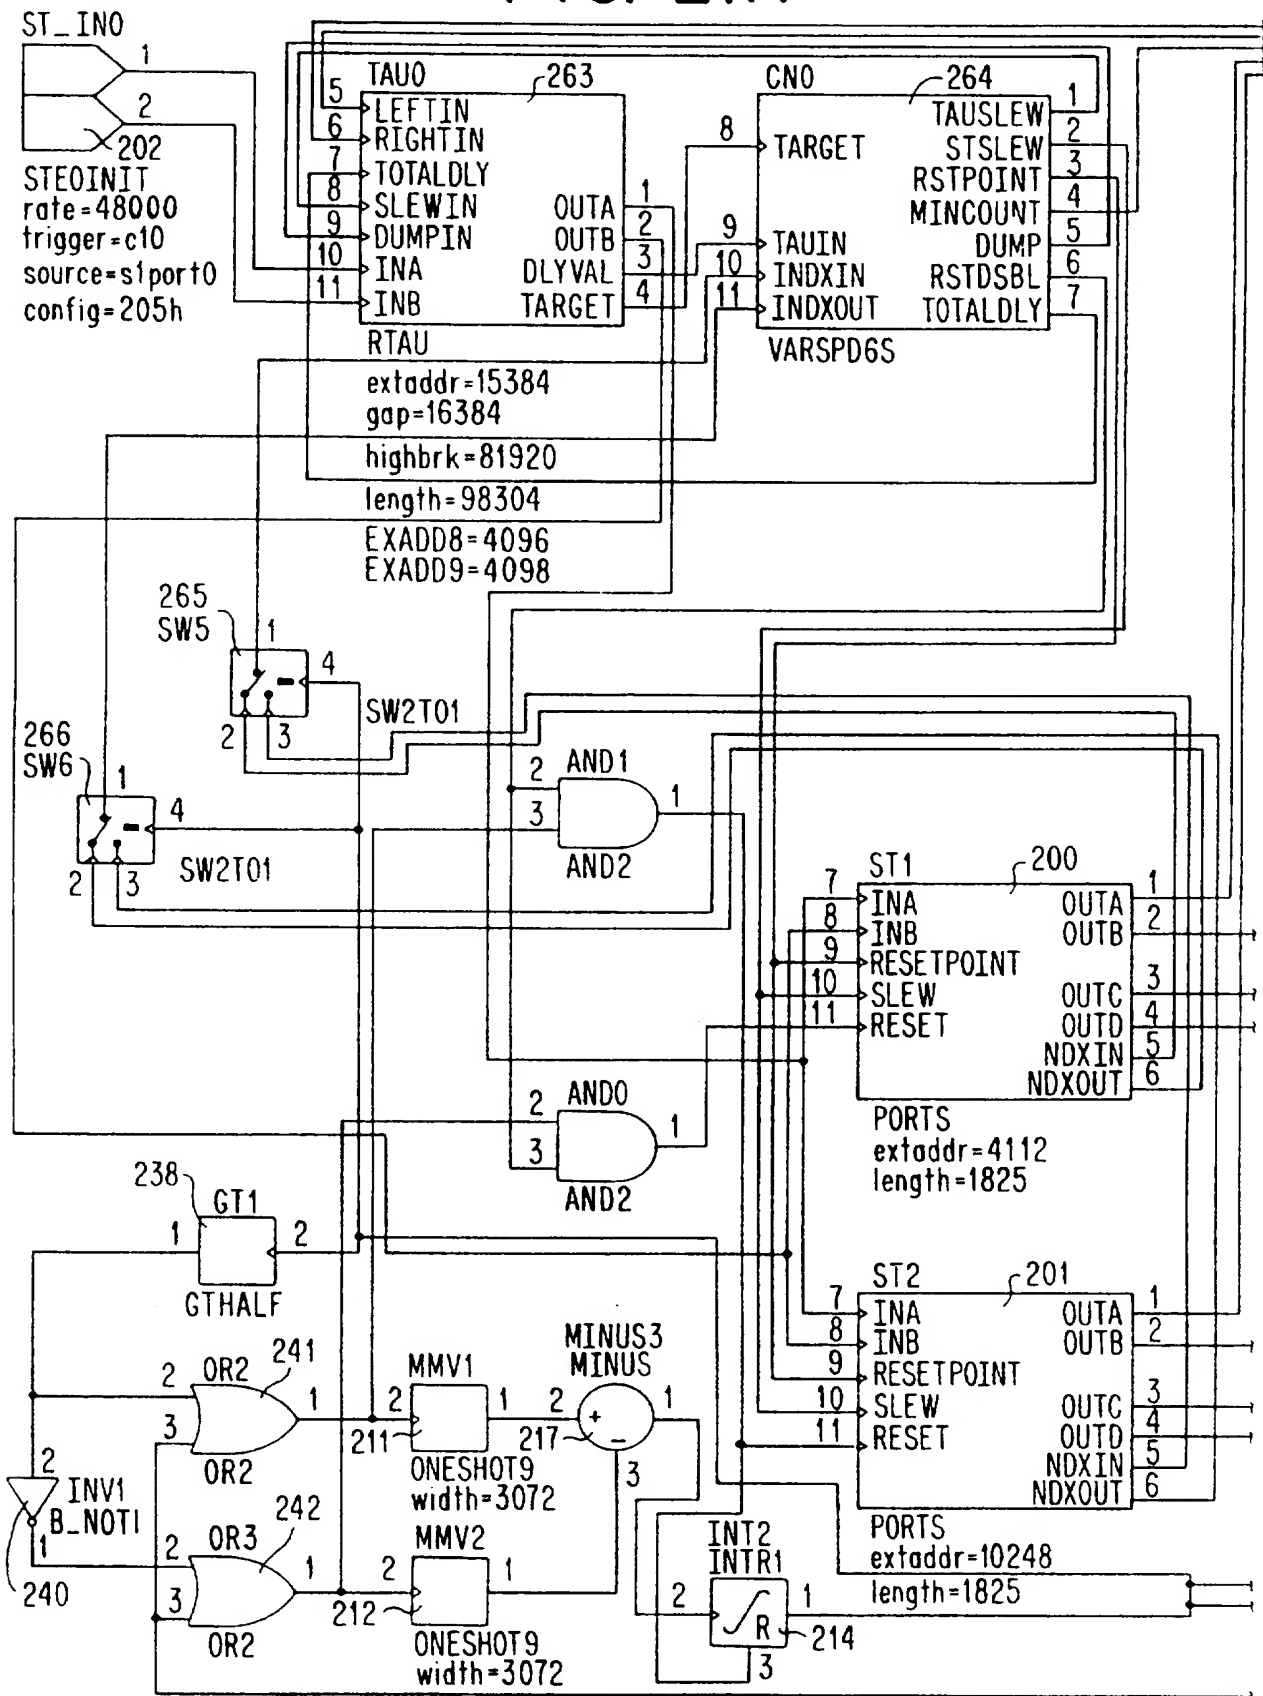 ST_IN0
1
2
202
STEOINIT
rate=48000
trigger=c10
source=s1port0
config=205h
TAU0
263
5 LEFTIN
6 RIGHTIN
7 TOTALDLY
8 SLEWIN
9 DUMPIN
10 INA
11 INB
OUTA 1
OUTB 2
DLYVAL 3
TARGET 4
RTAU
extaddr=15384
gap=16384
highbrk=81920
length=98304
EXADD8=4096
EXADD9=4098
CN0
264
8 TARGET
9 TAUIN
10 INDXIN
11 INDXOUT
TAUSLEW 1
STSLEW 2
RSTPOINT 3
MINCOUNT 4
DUMP 5
RSTDSBL 6
TOTALDLY 7
VARSPD6S
265
SW5
1
4
2 3
SW2TO1
266
SW6
1
4
2 3
SW2TO1
AND1
2
3
1
AND2
ST1
200
7 INA
8 INB
9 RESETPOINT
10 SLEW
11 RESET
OUTA 1
OUTB 2
OUTC 3
OUTD 4
NDXIN 5
NDXOUT 6
PORTS
extaddr=4112
length=1825
AND0
2
3
1
AND2
238
GT1
1
2
GTHALF
ST2
201
7 INA
8 INB
9 RESETPOINT
10 SLEW
11 RESET
OUTA 1
OUTB 2
OUTC 3
OUTD 4
NDXIN 5
NDXOUT 6
PORTS
extaddr=10248
length=1825
OR2
241
2
3
1
OR2
MMV1
2
1
211
ONESHOT9
width=3072
MINUS3
MINUS
2 +
1
217
–
3
2
INV1
B_NOTI
1
240
OR3
242
2
3
1
OR2
MMV2
2
1
212
ONESHOT9
width=3072
INT2
INTR1
2
1
R
214
3